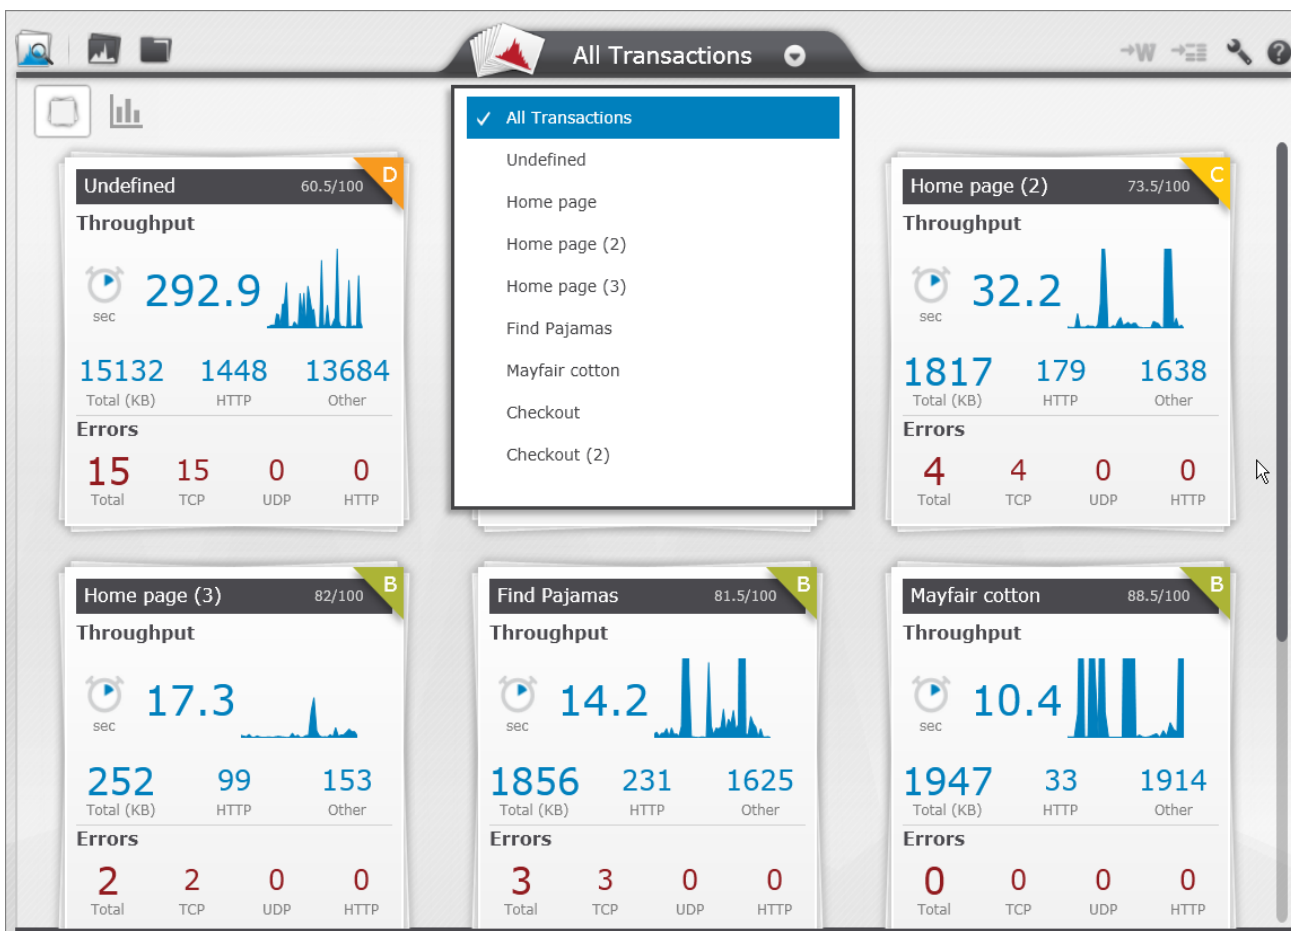 All Transactions
→W
?
All Transactions
Undefined
Home page
Home page (2)
Home page (3)
Find Pajamas
Mayfair cotton
Checkout
Checkout (2)
Undefined 60.5/100 D
Throughput
292.9
sec
15132 1448 13684
Total (KB) HTTP Other
Errors
15 15 0 0
Total TCP UDP HTTP
Home page (2) 73.5/100 C
Throughput
32.2
sec
1817 179 1638
Total (KB) HTTP Other
Errors
4 4 0 0
Total TCP UDP HTTP
Home page (3) 82/100 B
Throughput
17.3
sec
252 99 153
Total (KB) HTTP Other
Errors
2 2 0 0
Total TCP UDP HTTP
Find Pajamas 81.5/100 B
Throughput
14.2
sec
1856 231 1625
Total (KB) HTTP Other
Errors
3 3 0 0
Total TCP UDP HTTP
Mayfair cotton 88.5/100 B
Throughput
10.4
sec
1947 33 1914
Total (KB) HTTP Other
Errors
0 0 0 0
Total TCP UDP HTTP